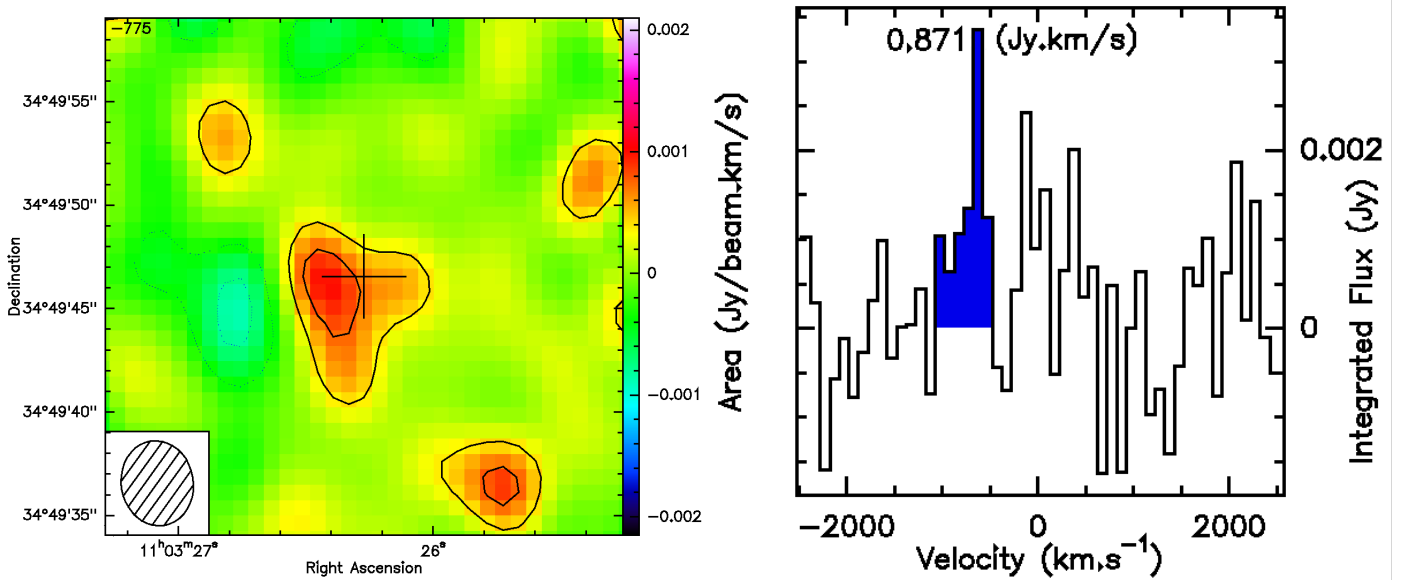 −775
0.002
34°49'55"
0.001
34°49'50"
0
34°49'45"
−0.001
34°49'40"
−0.002
34°49'35"
11ʰ03ᵐ27ˢ
26ˢ
Right Ascension
Declination
0.871 (Jy.km/s)
Area (Jy/beam.km/s)
0.002
0
Integrated Flux (Jy)
−2000
0
2000
Velocity (km.s⁻¹)